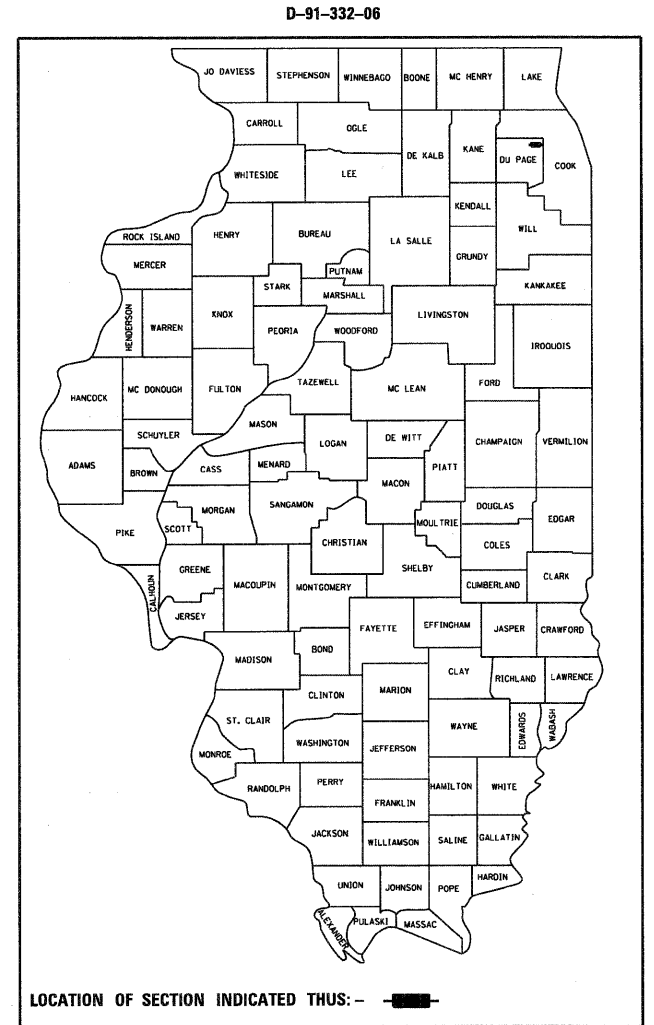 D-91-332-06
JO DAVIESS STEPHENSON WINNEBAGO BOONE MC HENRY LAKE
CARROLL OGLE DE KALB KANE DU PAGE COOK
WHITESIDE LEE
KENDALL
ROCK ISLAND HENRY BUREAU LA SALLE GRUNDY WILL
MERCER PUTNAM KANKAKEE
STARK MARSHALL
HENDERSON WARREN KNOX PEORIA WOODFORD LIVINGSTON IROQUOIS
HANCOCK MC DONOUGH FULTON TAZEWELL MC LEAN FORD
MASON
SCHUYLER LOGAN DE WITT CHAMPAIGN VERMILION
ADAMS BROWN CASS MENARD MACON PIATT
PIKE SCOTT MORGAN SANGAMON MOULTRIE DOUGLAS EDGAR
CHRISTIAN COLES
CALHOUN GREENE MACOUPIN MONTGOMERY SHELBY CUMBERLAND CLARK
JERSEY
FAYETTE EFFINGHAM JASPER CRAWFORD
MADISON BOND
CLAY RICHLAND LAWRENCE
CLINTON MARION
ST. CLAIR WAYNE EDWARDS WABASH
MONROE WASHINGTON JEFFERSON
RANDOLPH PERRY HAMILTON WHITE
FRANKLIN
JACKSON WILLIAMSON SALINE GALLATIN
UNION JOHNSON POPE HARDIN
ALEXANDER PULASKI MASSAC
LOCATION OF SECTION INDICATED THUS: –